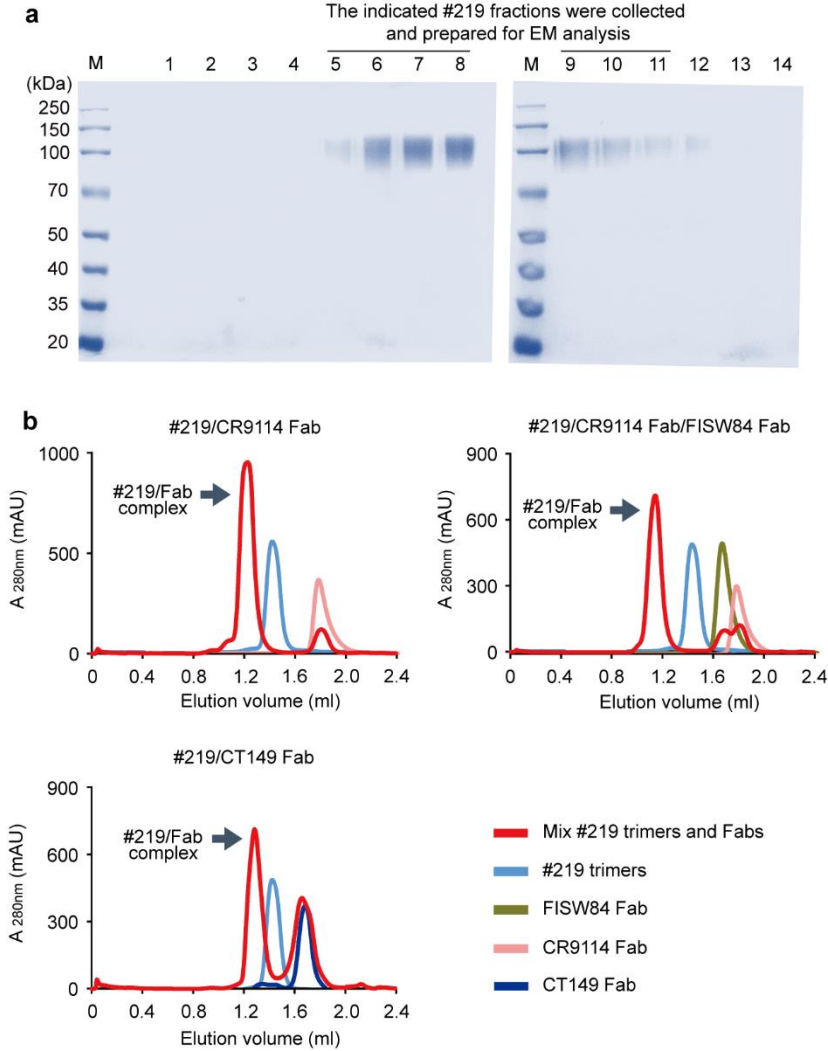 a
The indicated #219 fractions were collected
and prepared for EM analysis
M 1 2 3 4 5 6 7 8 M 9 10 11 12 13 14
(kDa)
250
150
100
70
50
40
35
20
b
#219/CR9114 Fab
A 280nm (mAU)
1000
500
0
#219/Fab
complex
0 0.4 0.8 1.2 1.6 2.0 2.4
Elution volume (ml)
#219/CR9114 Fab/FISW84 Fab
A 280nm (mAU)
900
600
300
0
#219/Fab
complex
0 0.4 0.8 1.2 1.6 2.0 2.4
Elution volume (ml)
#219/CT149 Fab
A 280nm (mAU)
900
600
300
0
#219/Fab
complex
0 0.4 0.8 1.2 1.6 2.0 2.4
Elution volume (ml)
Mix #219 trimers and Fabs
#219 trimers
FISW84 Fab
CR9114 Fab
CT149 Fab